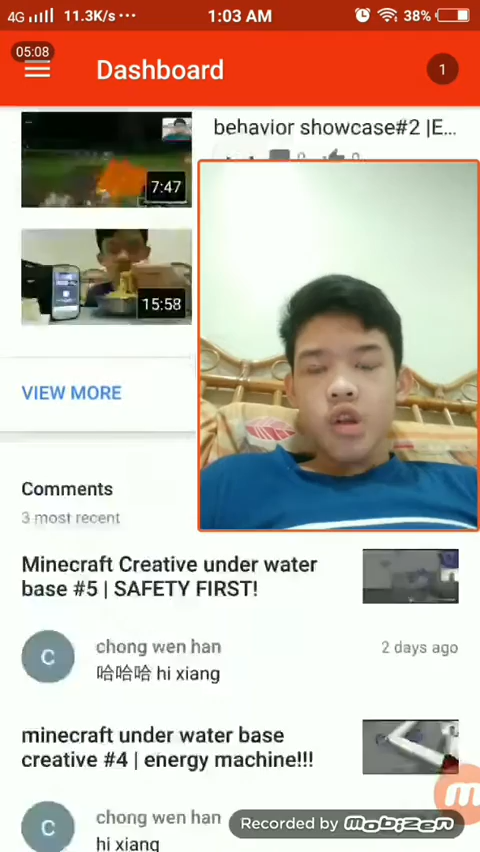 4G 11.3K/s ••• 1:03 AM 38%
05:08
Dashboard
1
behavior showcase#2 |E...
7:47
15:58
VIEW MORE
Comments
3 most recent
Minecraft Creative under water
base #5 | SAFETY FIRST!
C
chong wen han
2 days ago
哈哈哈 hi xiang
minecraft under water base
creative #4 | energy machine!!!
C
chong wen han
hi xiang
Recorded by mobizen